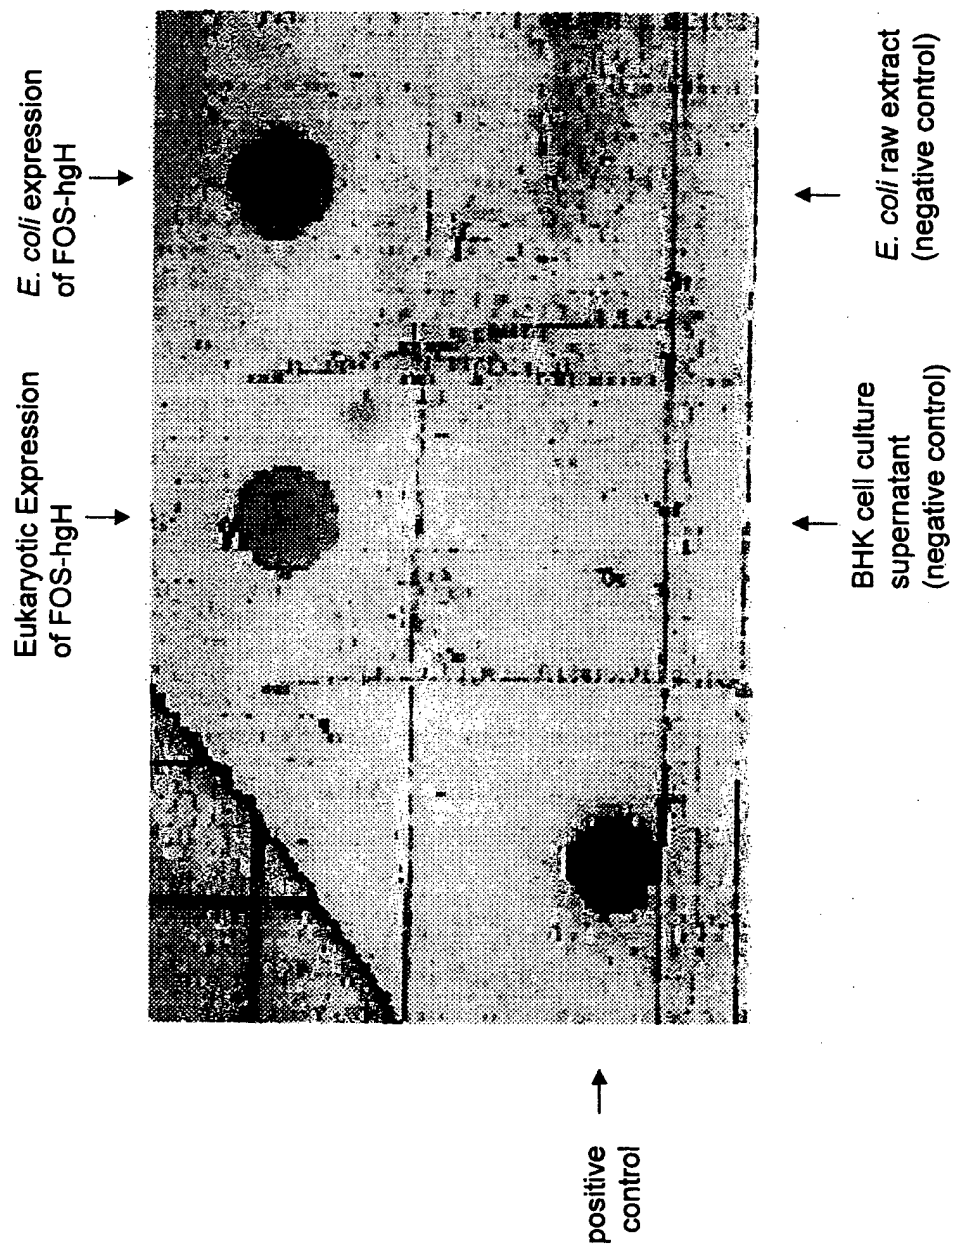 positive
control
Eukaryotic Expression
of FOS-hgH
E. coli expression
of FOS-hgH
BHK cell culture
supernatant
(negative control)
E. coli raw extract
(negative control)